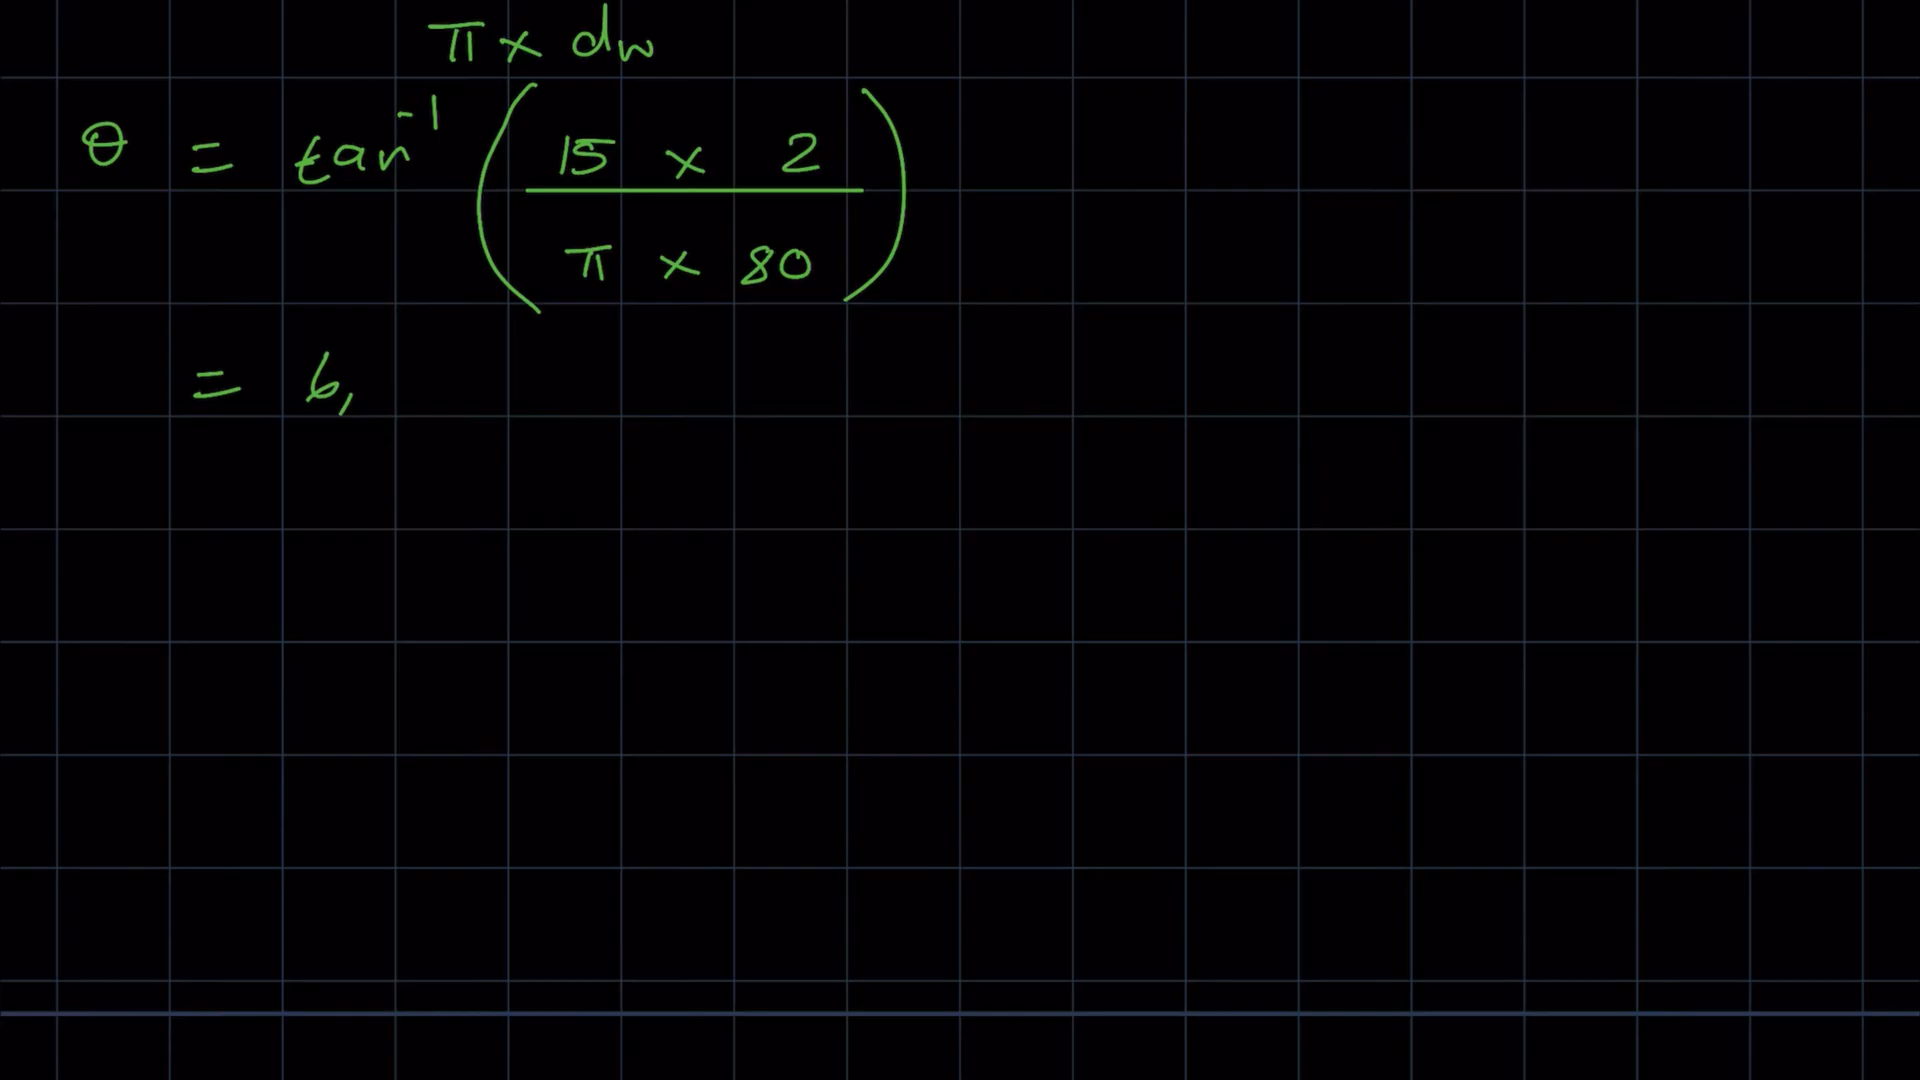 π × dw
θ = tan⁻¹ ( 15 × 2 / π × 80 )
= 6,